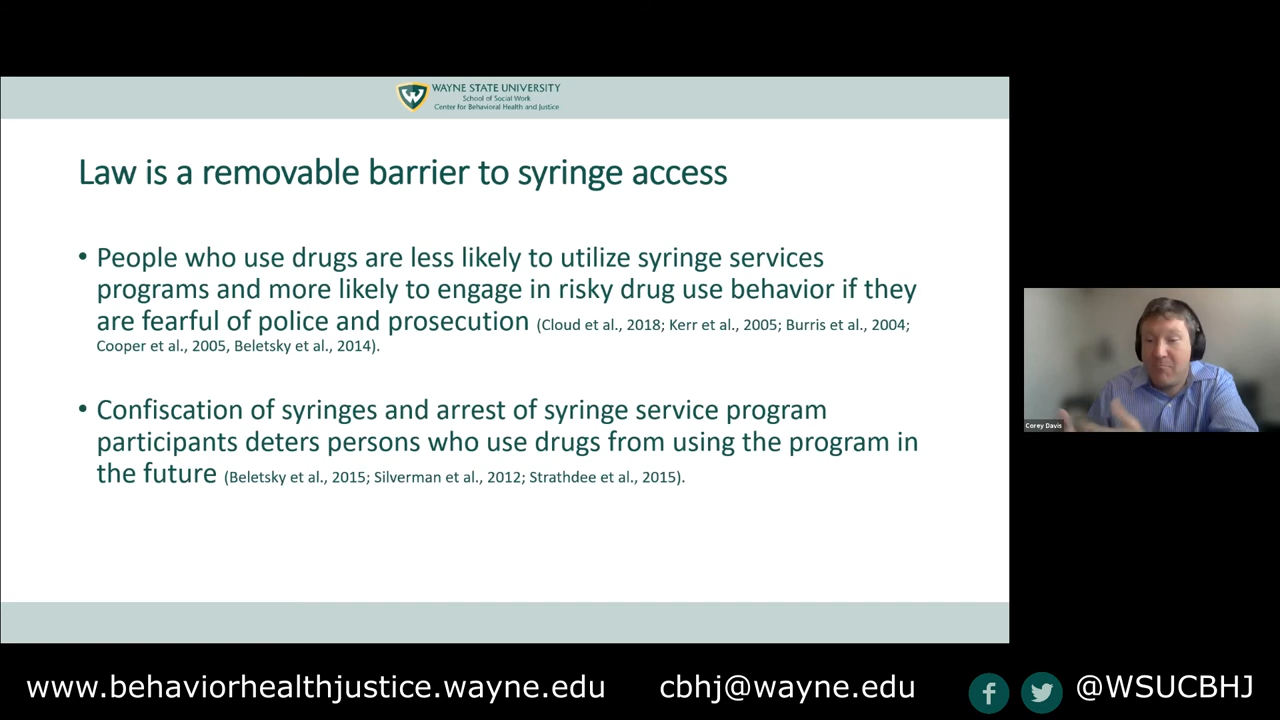 WAYNE STATE UNIVERSITY
School of Social Work
Center for Behavioral Health and Justice
Law is a removable barrier to syringe access
• People who use drugs are less likely to utilize syringe services
programs and more likely to engage in risky drug use behavior if they
are fearful of police and prosecution (Cloud et al., 2018; Kerr et al., 2005; Burris et al., 2004;
Cooper et al., 2005, Beletsky et al., 2014).
• Confiscation of syringes and arrest of syringe service program
participants deters persons who use drugs from using the program in
the future (Beletsky et al., 2015; Silverman et al., 2012; Strathdee et al., 2015).
Corey Davis
www.behaviorhealthjustice.wayne.edu cbhj@wayne.edu @WSUCBHJ